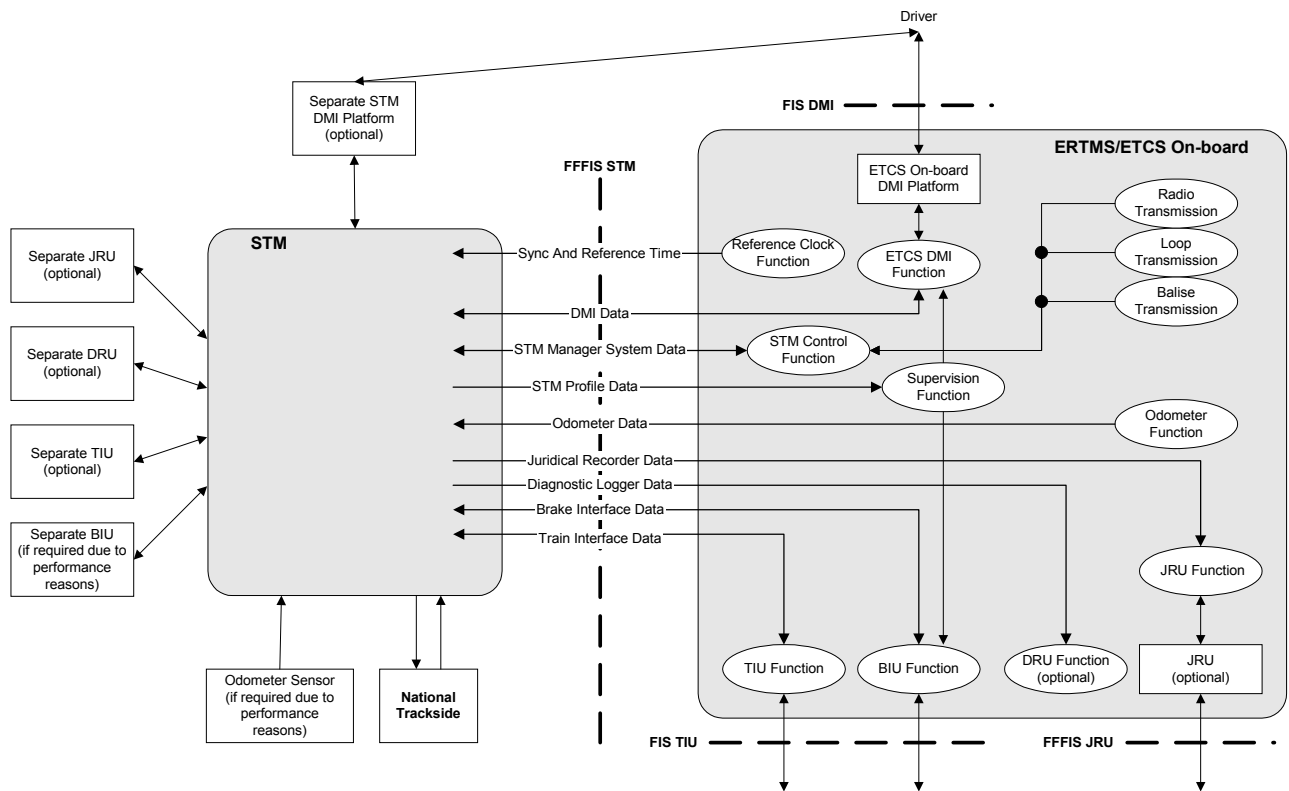 Driver
Separate STM
DMI Platform
(optional)
FIS DMI
ERTMS/ETCS On-board
FFFIS STM
ETCS On-board
DMI Platform
Radio
Transmission
Loop
Transmission
Balise
Transmission
STM
Separate JRU
(optional)
Separate DRU
(optional)
Separate TIU
(optional)
Separate BIU
(if required due to
performance
reasons)
Sync And Reference Time
Reference Clock
Function
ETCS DMI
Function
DMI Data
STM Manager System Data
STM Control
Function
STM Profile Data
Supervision
Function
Odometer Data
Odometer
Function
Juridical Recorder Data
Diagnostic Logger Data
Brake Interface Data
Train Interface Data
JRU Function
TIU Function
BIU Function
DRU Function
(optional)
JRU
(optional)
Odometer Sensor
(if required due to
performance
reasons)
National
Trackside
FIS TIU
FFFIS JRU